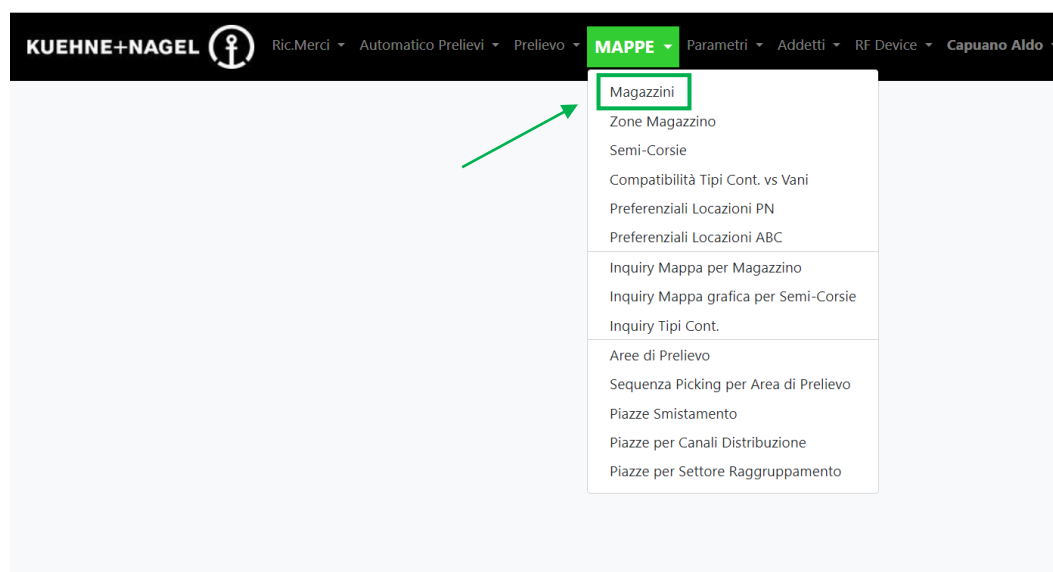 KUEHNE+NAGEL Ric.Merci Automatico Prelievi Prelievo MAPPE Parametri Addetti RF Device Capuano Aldo
Magazzini
Zone Magazzino
Semi-Corsie
Compatibilità Tipi Cont. vs Vani
Preferenziali Locazioni PN
Preferenziali Locazioni ABC
Inquiry Mappa per Magazzino
Inquiry Mappa grafica per Semi-Corsie
Inquiry Tipi Cont.
Aree di Prelievo
Sequenza Picking per Area di Prelievo
Piazze Smistamento
Piazze per Canali Distribuzione
Piazze per Settore Raggruppamento